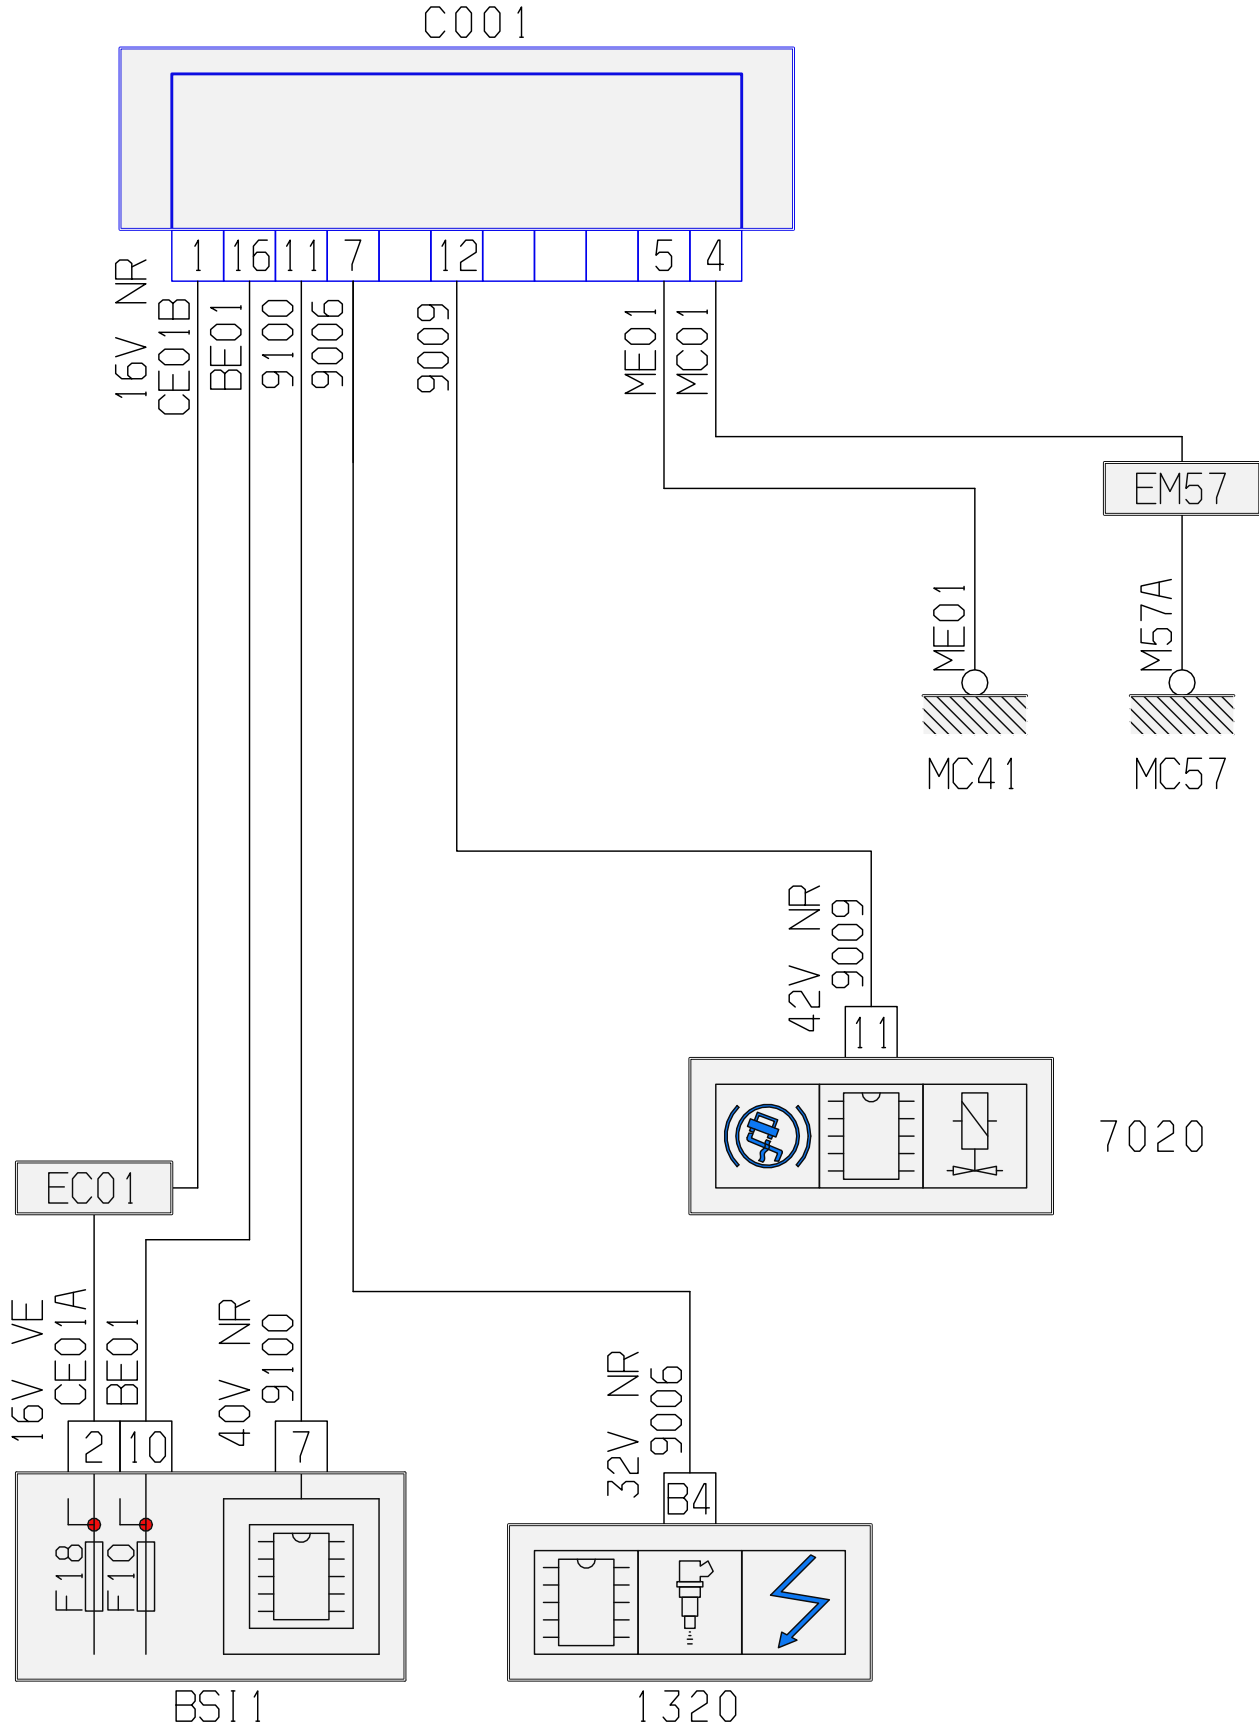 C001
1 16 11 7 12 5 4
16V NR
CE01B
BE01
9100
9006
9009
ME01
MC01
EM57
ME01
M57A
MC41
MC57
42V NR
9009
11
7020
EC01
16V VE
CE01A
BE01
40V NR
9100
32V NR
9006
2 10 7
B4
F18
F10
BSI1
1320